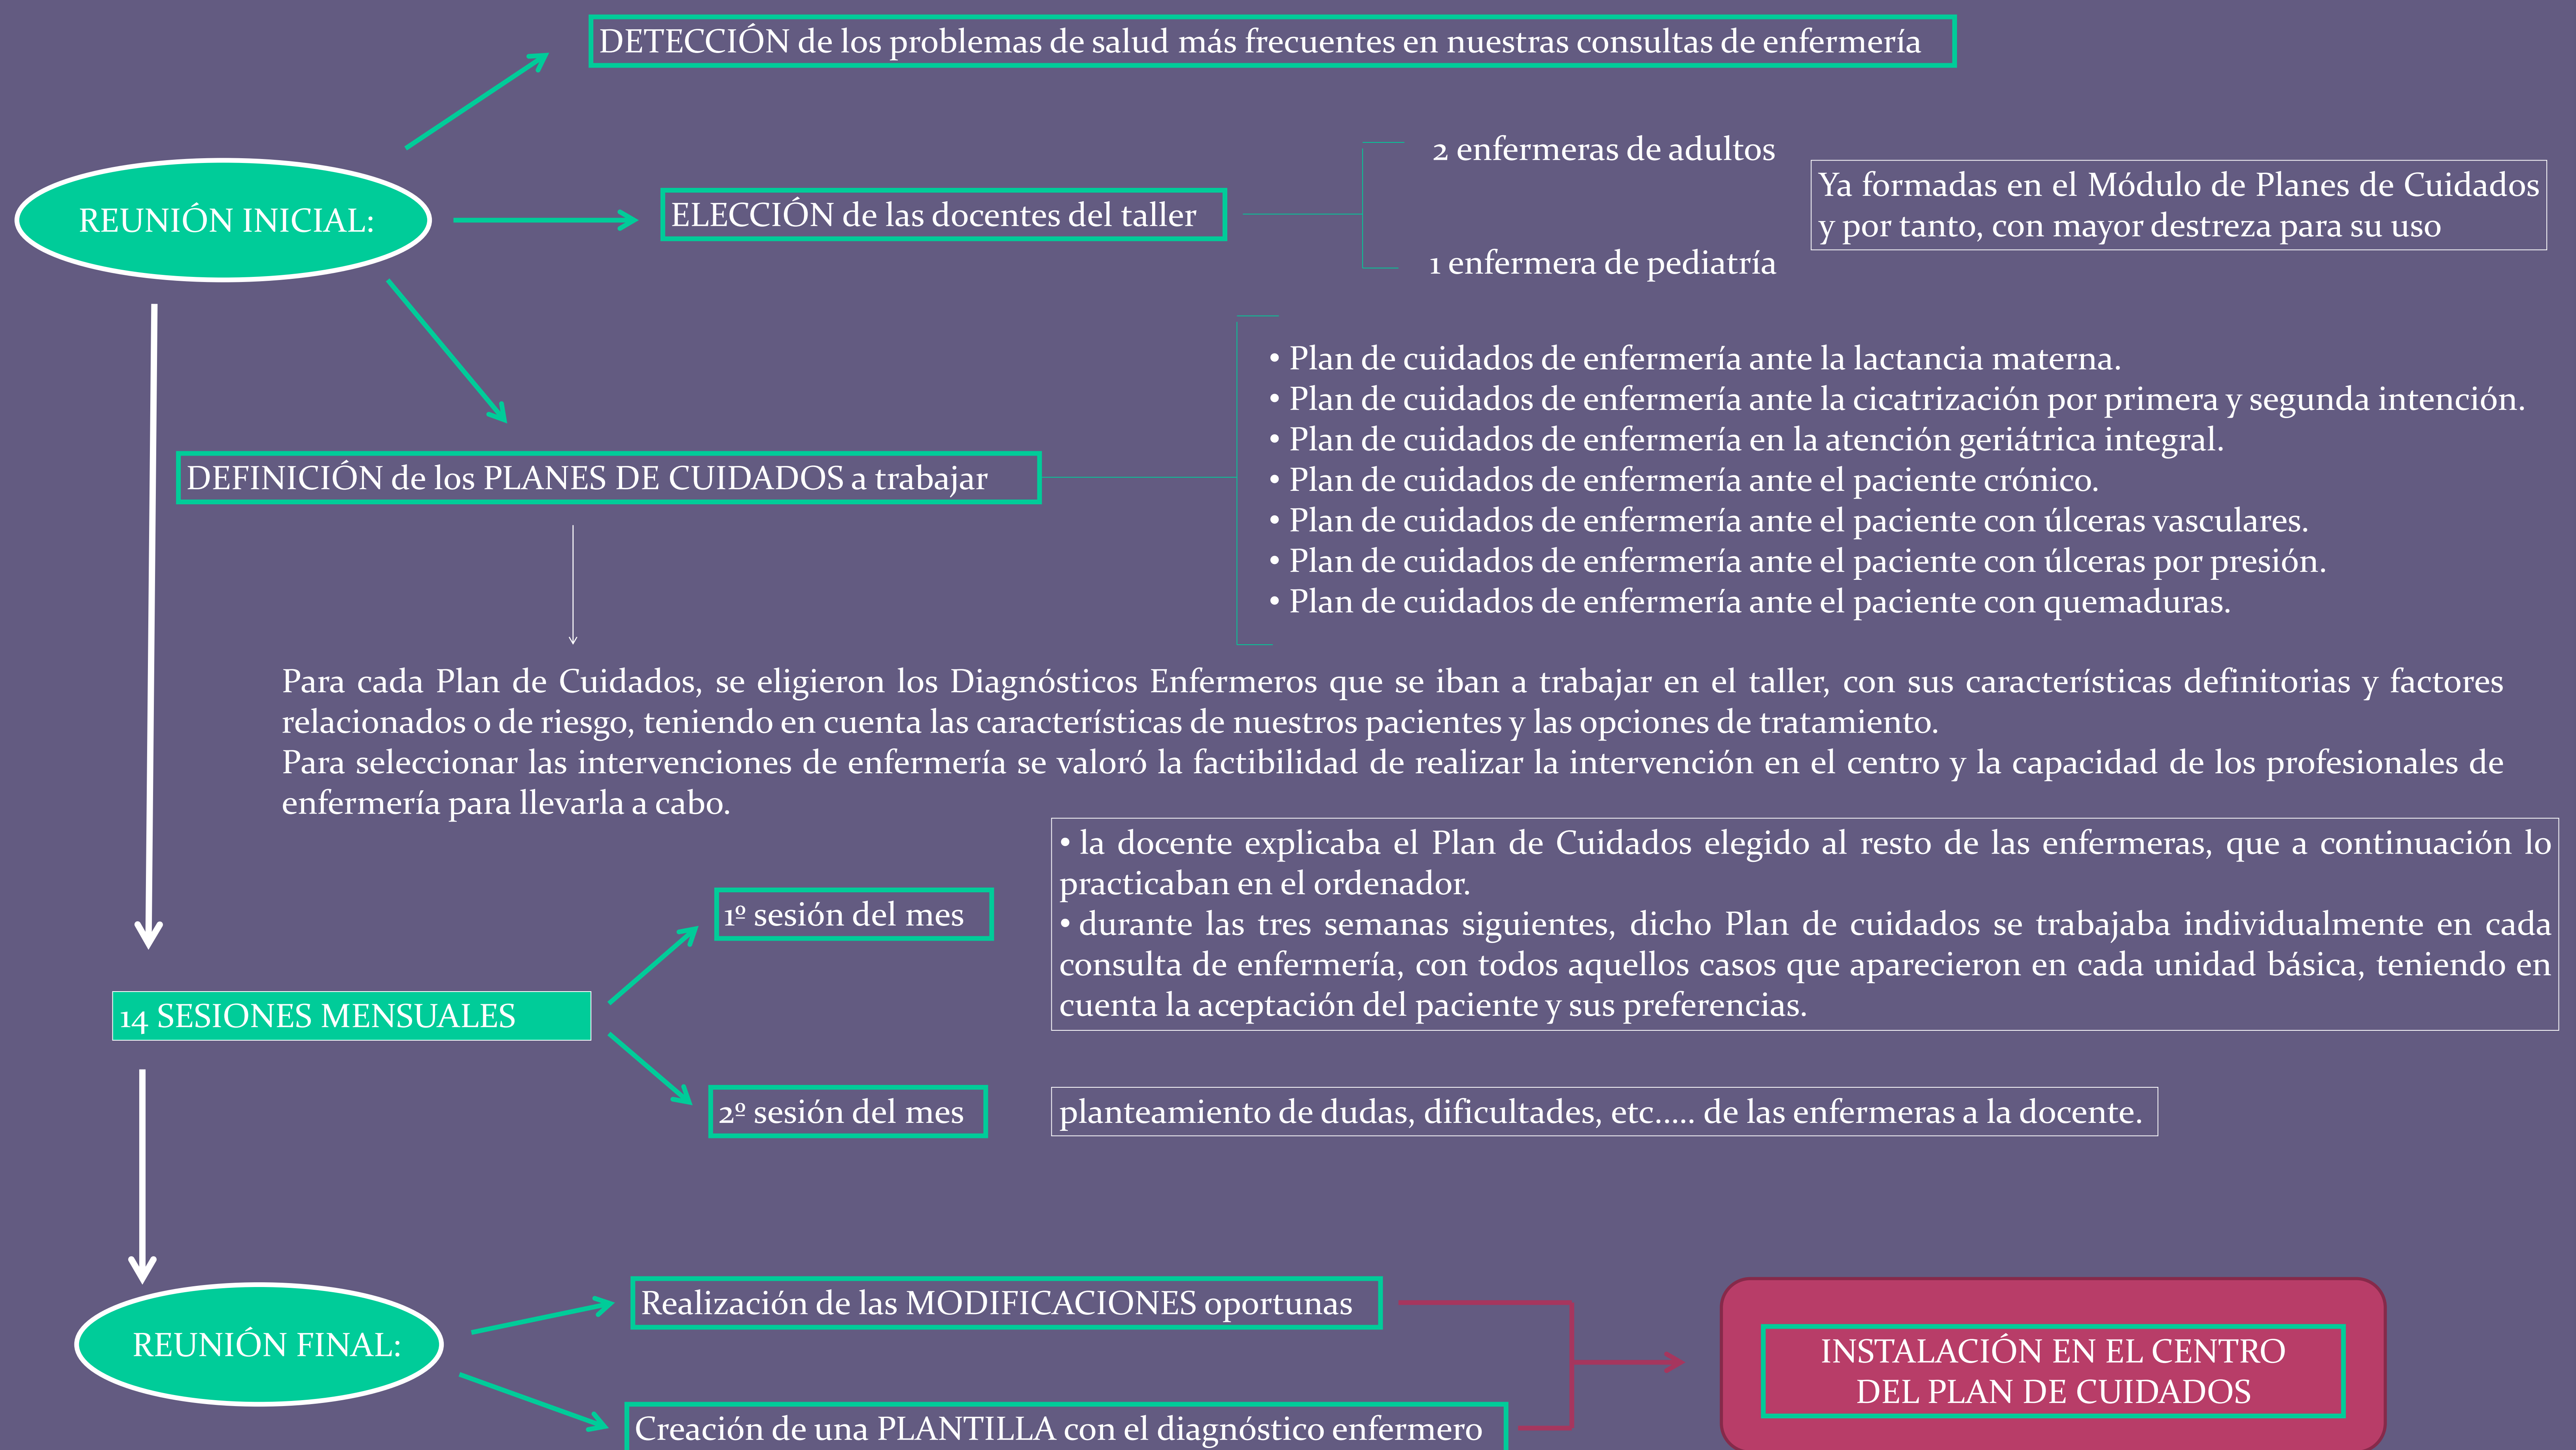 DETECCIÓN de los problemas de salud más frecuentes en nuestras consultas de enfermería
REUNIÓN INICIAL:
ELECCIÓN de las docentes del taller
2 enfermeras de adultos
1 enfermera de pediatría
Ya formadas en el Módulo de Planes de Cuidados
y por tanto, con mayor destreza para su uso
DEFINICIÓN de los PLANES DE CUIDADOS a trabajar
• Plan de cuidados de enfermería ante la lactancia materna.
• Plan de cuidados de enfermería ante la cicatrización por primera y segunda intención.
• Plan de cuidados de enfermería en la atención geriátrica integral.
• Plan de cuidados de enfermería ante el paciente crónico.
• Plan de cuidados de enfermería ante el paciente con úlceras vasculares.
• Plan de cuidados de enfermería ante el paciente con úlceras por presión.
• Plan de cuidados de enfermería ante el paciente con quemaduras.
Para cada Plan de Cuidados, se eligieron los Diagnósticos Enfermeros que se iban a trabajar en el taller, con sus características definitorias y factores
relacionados o de riesgo, teniendo en cuenta las características de nuestros pacientes y las opciones de tratamiento.
Para seleccionar las intervenciones de enfermería se valoró la factibilidad de realizar la intervención en el centro y la capacidad de los profesionales de
enfermería para llevarla a cabo.
14 SESIONES MENSUALES
1º sesión del mes
• la docente explicaba el Plan de Cuidados elegido al resto de las enfermeras, que a continuación lo
practicaban en el ordenador.
• durante las tres semanas siguientes, dicho Plan de cuidados se trabajaba individualmente en cada
consulta de enfermería, con todos aquellos casos que aparecieron en cada unidad básica, teniendo en
cuenta la aceptación del paciente y sus preferencias.
2º sesión del mes
planteamiento de dudas, dificultades, etc..... de las enfermeras a la docente.
REUNIÓN FINAL:
Realización de las MODIFICACIONES oportunas
Creación de una PLANTILLA con el diagnóstico enfermero
INSTALACIÓN EN EL CENTRO
DEL PLAN DE CUIDADOS